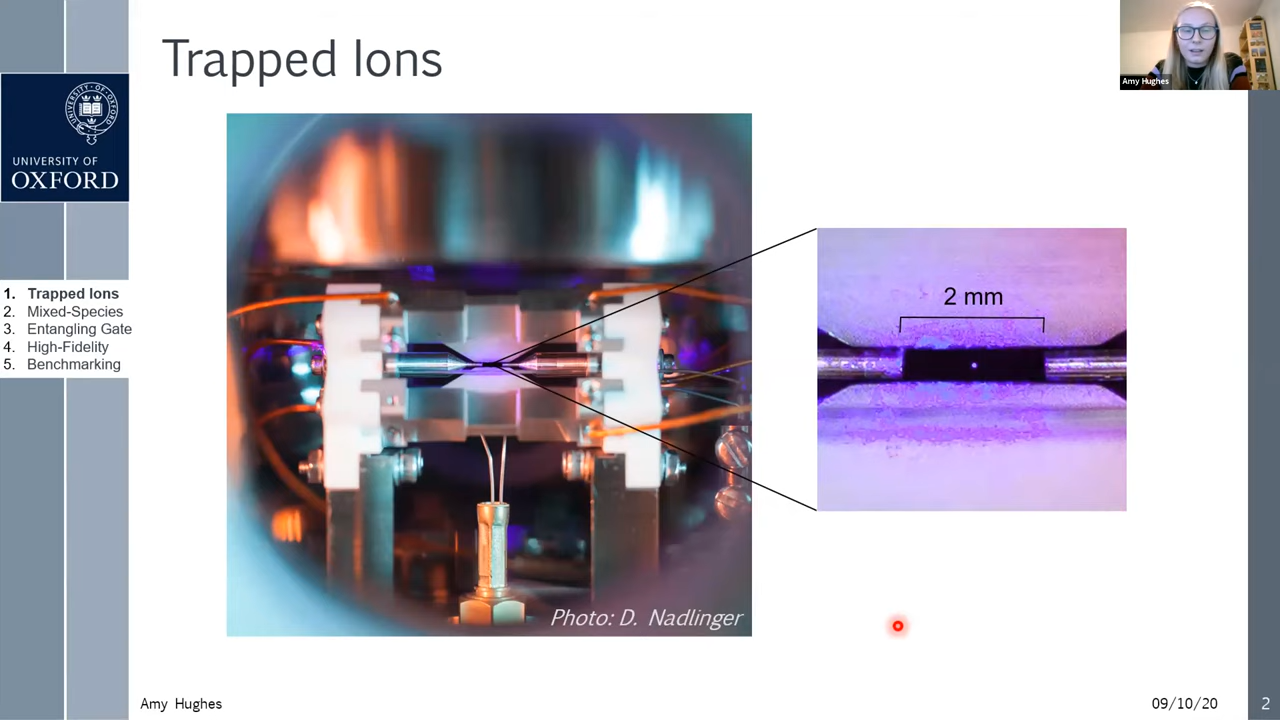 Trapped Ions
Amy Hughes
UNIVERSITY OF
OXFORD
1. Trapped Ions
2. Mixed-Species
3. Entangling Gate
4. High-Fidelity
5. Benchmarking
2 mm
Photo: D. Nadlinger
Amy Hughes
09/10/20
2